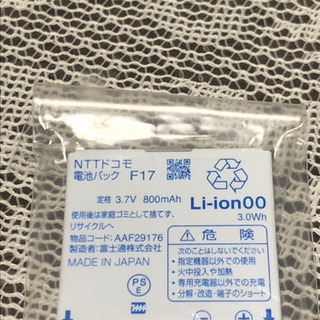 NTTドコモ
電池パック F17
定格 3.7V 800mAh
Li-ion00
3.0Wh
使用後は家庭ゴミとして捨てず、
リサイクルへ
物品コード:AAF29176
製造者:富士通株式会社
MADE IN JAPAN
PS
E
⚠危険
次のことはしないでください。
・指定機器以外での使用
・火中投入や加熱
・専用充電器以外での充電
・分解・改造・端子のショート